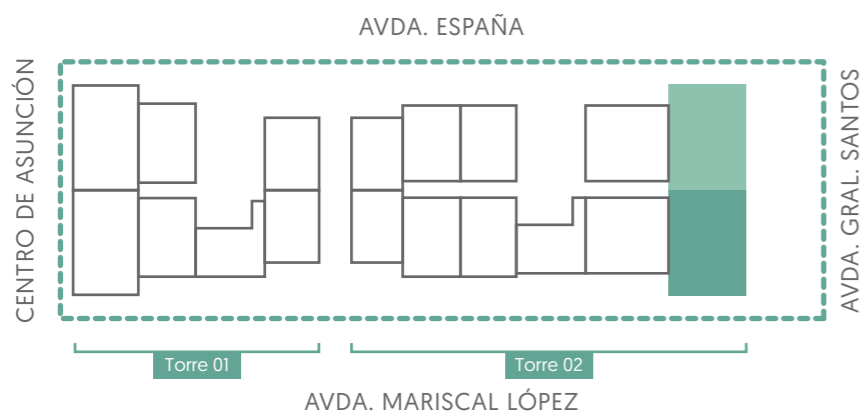 AVDA. ESPAÑA
CENTRO DE ASUNCIÓN
AVDA. GRAL. SANTOS
Torre 01
Torre 02
AVDA. MARISCAL LÓPEZ